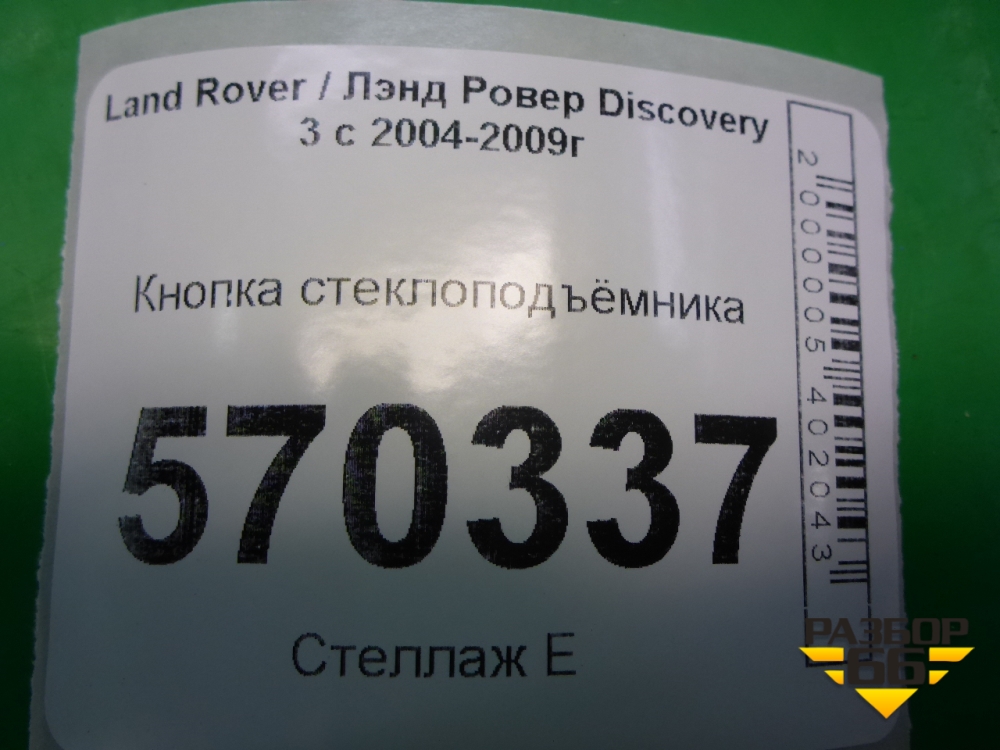 Land Rover / Лэнд Ровер Discovery
3 с 2004-2009г
Кнопка стеклоподъёмника
570337
Стеллаж Е
2000005402043
РАЗБОР
66